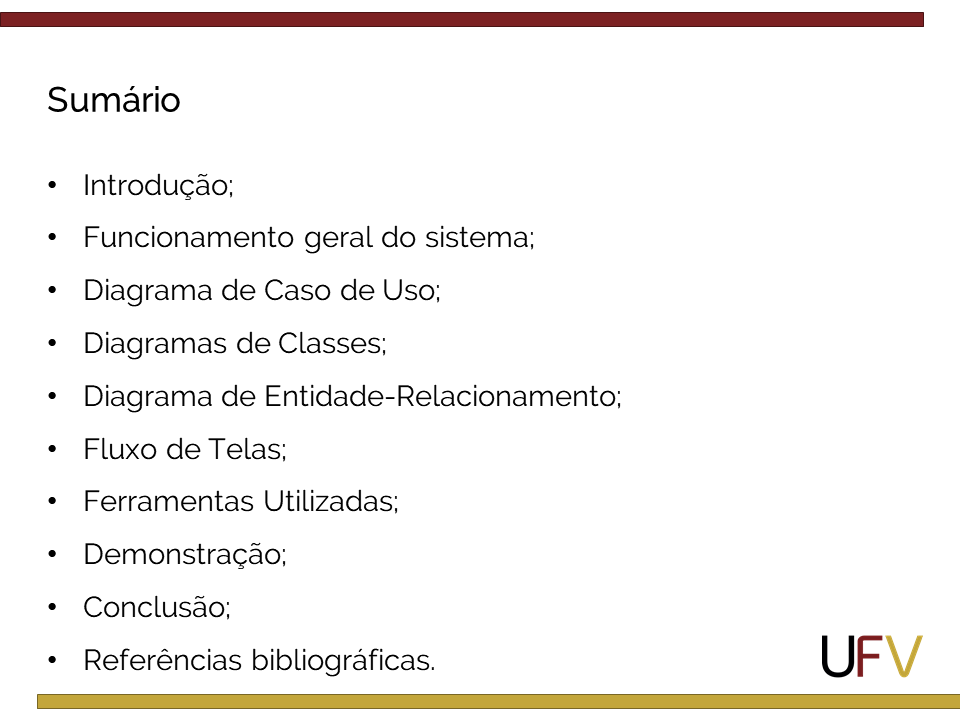 Sumário
• Introdução;
• Funcionamento geral do sistema;
• Diagrama de Caso de Uso;
• Diagramas de Classes;
• Diagrama de Entidade-Relacionamento;
• Fluxo de Telas;
• Ferramentas Utilizadas;
• Demonstração;
• Conclusão;
• Referências bibliográficas.
UFV